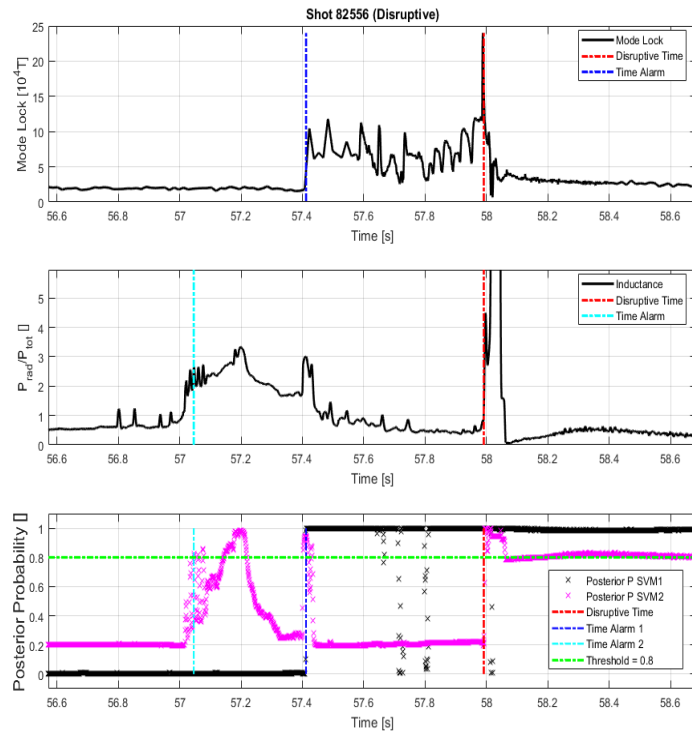 Shot 82556 (Disruptive)
25
20
15
10
5
0
Mode Lock [10⁴T]
Mode Lock
Disruptive Time
Time Alarm
56.6 56.8 57 57.2 57.4 57.6 57.8 58 58.2 58.4 58.6
Time [s]
5
4
3
2
1
0
P_rad/P_tot []
Inductance
Disruptive Time
Time Alarm
56.6 56.8 57 57.2 57.4 57.6 57.8 58 58.2 58.4 58.6
Time [s]
1
0.8
0.6
0.4
0.2
0
Posterior Probability []
Posterior P SVM1
Posterior P SVM2
Disruptive Time
Time Alarm 1
Time Alarm 2
Threshold = 0.8
56.6 56.8 57 57.2 57.4 57.6 57.8 58 58.2 58.4 58.6
Time [s]